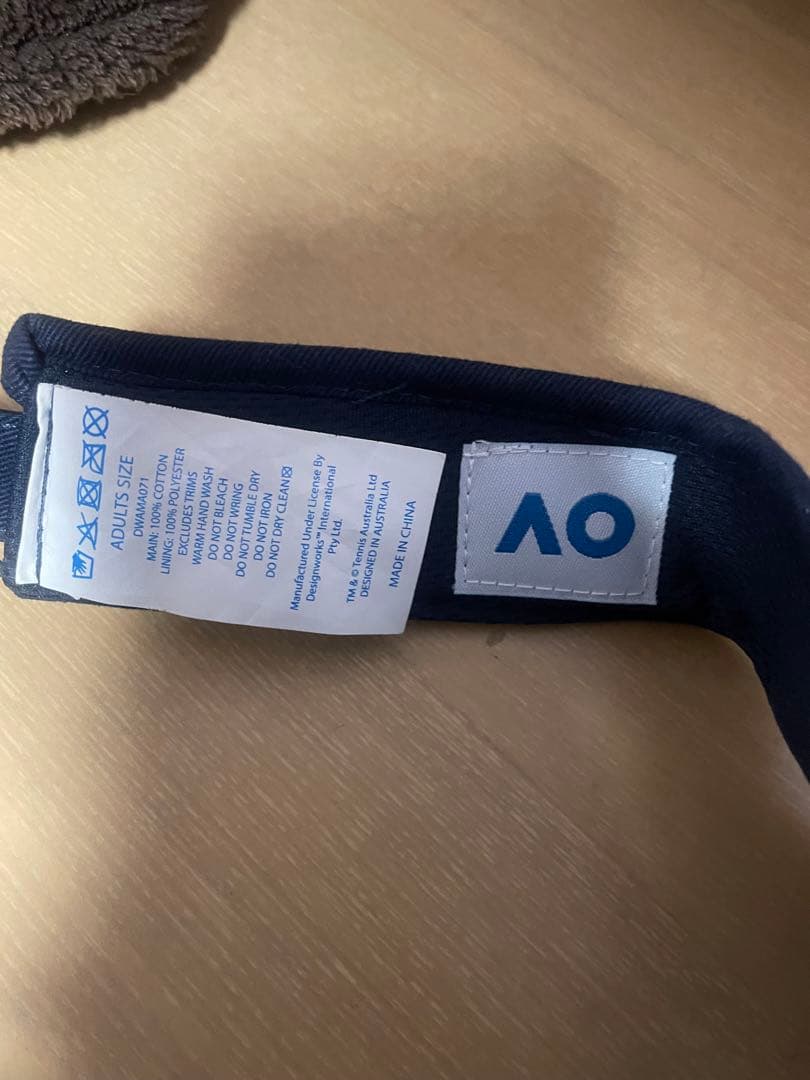 ADULTS SIZE
DWAMA071
MAIN: 100% COTTON
LINING: 100% POLYESTER
EXCLUDES TRIMS
WARM HAND WASH
DO NOT BLEACH
DO NOT WRING
DO NOT TUMBLE DRY
DO NOT IRON
DO NOT DRY CLEAN
Manufactured Under License By
Designworks™ International
Pty Ltd.
TM & © Tennis Australia Ltd
DESIGNED IN AUSTRALIA
MADE IN CHINA
AO